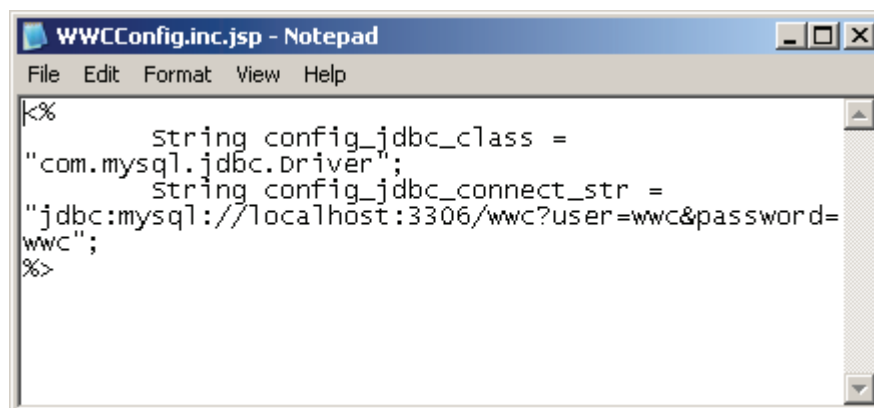 WWCConfig.inc.jsp - Notepad
File Edit Format View Help
<%
String config_jdbc_class =
"com.mysql.jdbc.Driver";
String config_jdbc_connect_str =
"jdbc:mysql://localhost:3306/wwc?user=wwc&password=
wwc";
%>